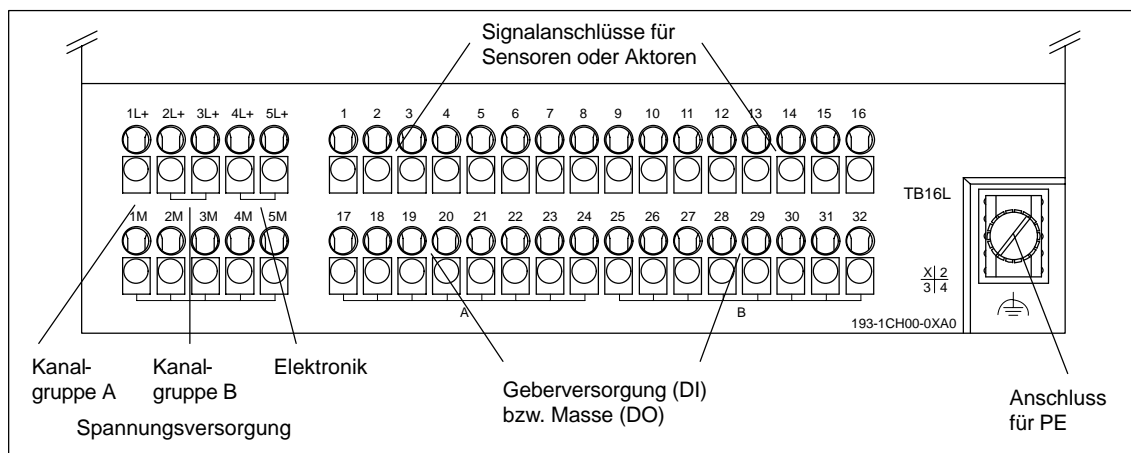 Signalanschlüsse für
Sensoren oder Aktoren
1L+ 2L+ 3L+ 4L+ 5L+ 1 2 3 4 5 6 7 8 9 10 11 12 13 14 15 16
TB16L
1M 2M 3M 4M 5M 17 18 19 20 21 22 23 24 25 26 27 28 29 30 31 32
X 2
3 4
A B
193-1CH00-0XA0
Kanal-
gruppe A
Kanal-
gruppe B
Elektronik
Spannungsversorgung
Geberversorgung (DI)
bzw. Masse (DO)
Anschluss
für PE